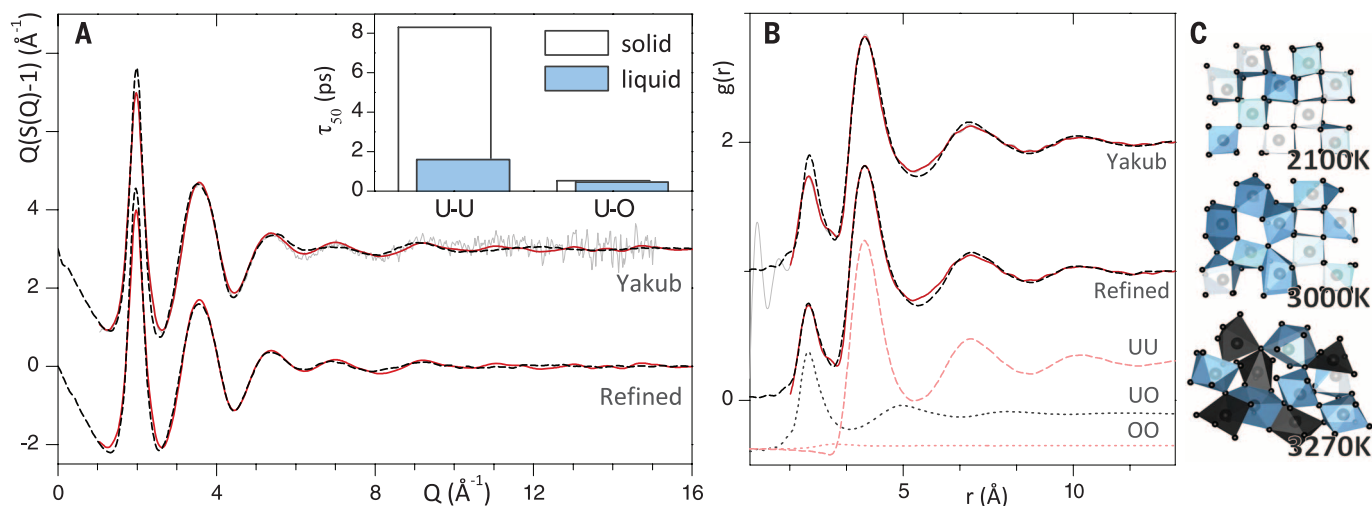 A
Q(S(Q)-1) (Å⁻¹)
4
2
0
-2
0
4
8
12
16
Q (Å⁻¹)
Yakub
Refined
τ₅₀ (ps)
8
6
4
2
0
U-U
U-O
solid
liquid
B
g(r)
2
1
0
5
10
r (Å)
Yakub
Refined
UU
UO
OO
C
2100K
3000K
3270K